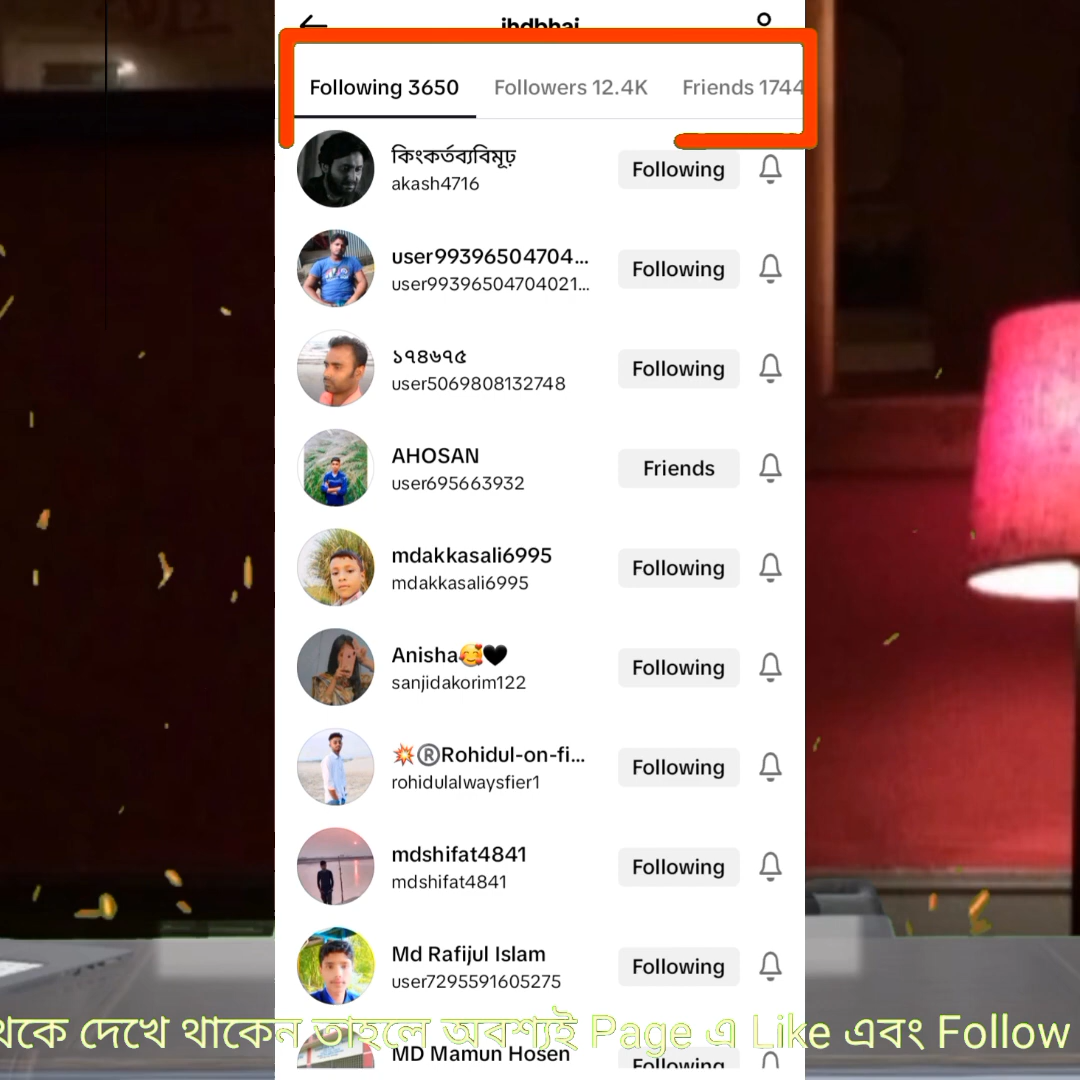 jhdbhai
Following 3650 Followers 12.4K Friends 1744
কিংকর্তব্যবিমূঢ়
akash4716
Following
user99396504704...
user99396504704021...
Following
১৭৪৬৭৫
user5069808132748
Following
AHOSAN
user695663932
Friends
mdakkasali6995
mdakkasali6995
Following
Anisha🥰🖤
sanjidakorim122
Following
💥®Rohidul-on-fi...
rohidulalwaysfier1
Following
mdshifat4841
mdshifat4841
Following
Md Rafijul Islam
user7295591605275
Following
থেকে দেখে থাকেন তাহলে অবশ্যই Page এ Like এবং Follow
MD Mamun Hosen
Following